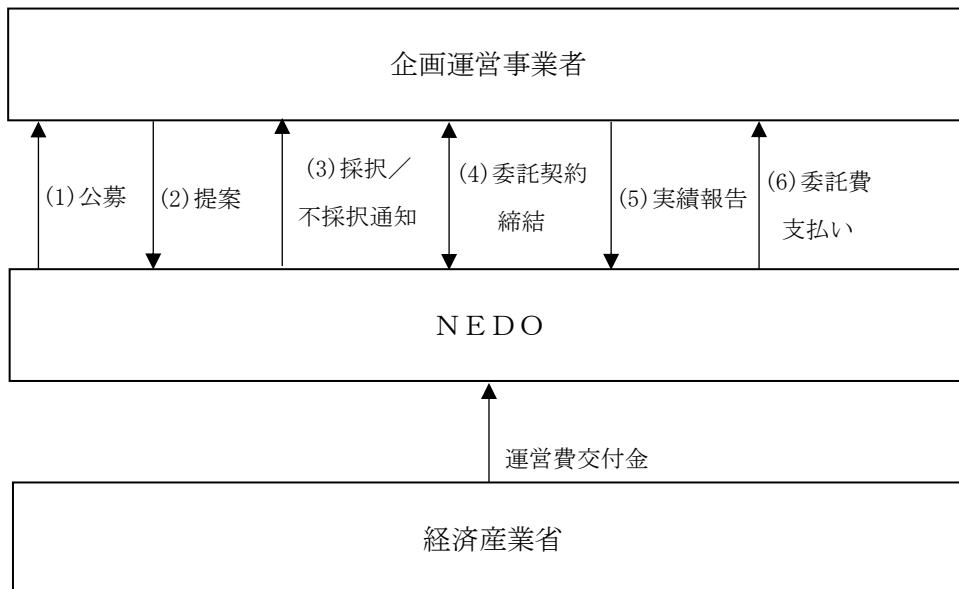 企画運営事業者
(1)公募
(2)提案
(3)採択／
不採択通知
(4)委託契約
締結
(5)実績報告
(6)委託費
支払い
ＮＥＤＯ
運営費交付金
経済産業省